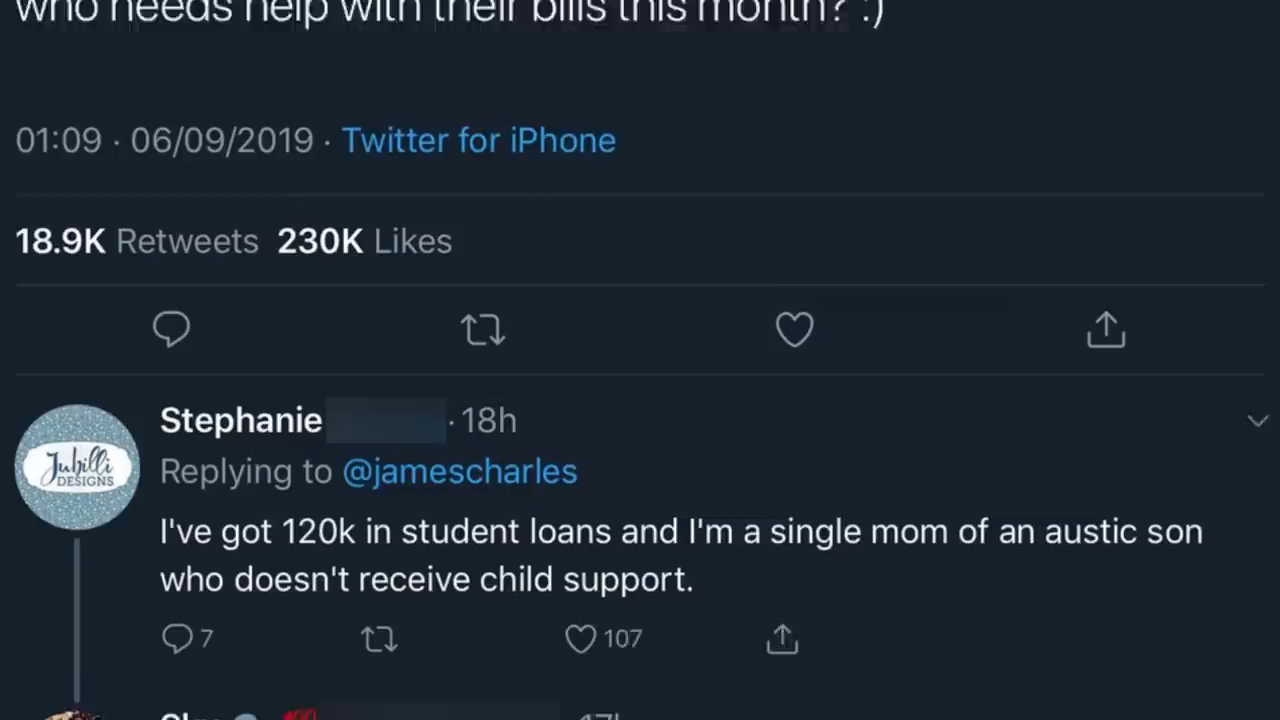 who needs help with their bills this month? :)
01:09 · 06/09/2019 · Twitter for iPhone
18.9K Retweets 230K Likes
Stephanie · 18h
Jubilli
DESIGNS
Replying to @jamescharles
I've got 120k in student loans and I'm a single mom of an austic son
who doesn't receive child support.
7 107